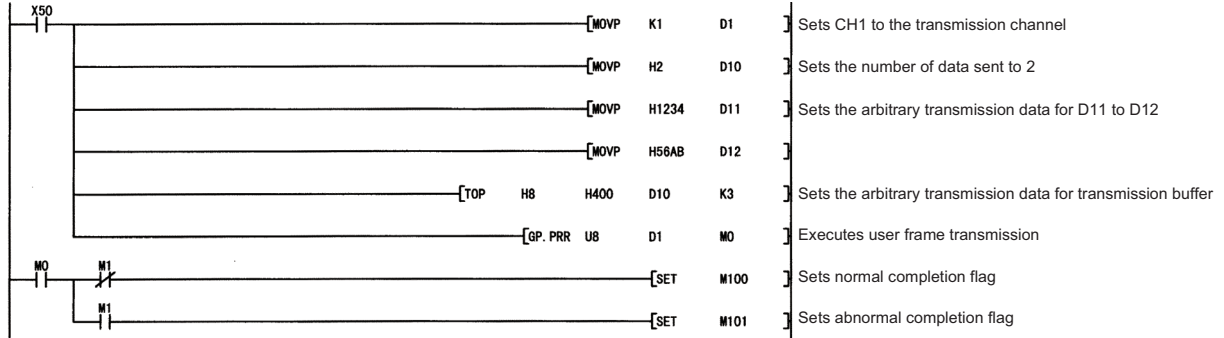 X50
MOVP K1 D1 Sets CH1 to the transmission channel
MOVP H2 D10 Sets the number of data sent to 2
MOVP H1234 D11 Sets the arbitrary transmission data for D11 to D12
MOVP H56AB D12
TOP H8 H400 D10 K3 Sets the arbitrary transmission data for transmission buffer
GP.PRR U8 D1 M0 Executes user frame transmission
M0 M1 SET M100 Sets normal completion flag
M1 SET M101 Sets abnormal completion flag